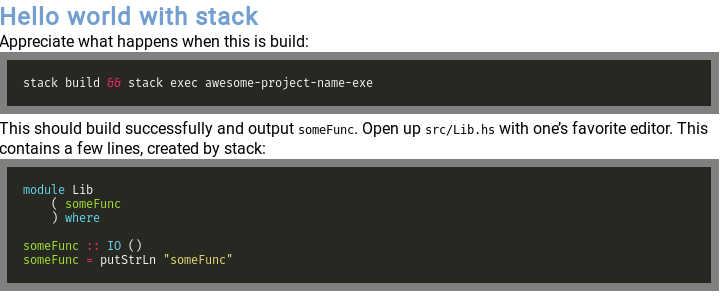 Hello world with stack
Appreciate what happens when this is build:
stack build && stack exec awesome-project-name-exe
This should build successfully and output someFunc. Open up src/Lib.hs with one’s favorite editor. This
contains a few lines, created by stack:
module Lib
    ( someFunc
    ) where
someFunc :: IO ()
someFunc = putStrLn "someFunc"